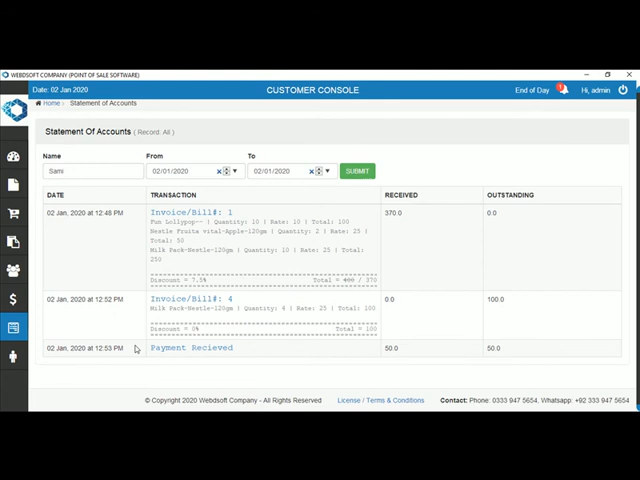 WEBDSOFT COMPANY (POINT OF SALE SOFTWARE)
Date: 02 Jan 2020
CUSTOMER CONSOLE
End of Day
Hi, admin
Home
Statement of Accounts
Statement Of Accounts ( Record: All )
Name
From
To
Sami
02/01/2020
02/01/2020
SUBMIT
DATE
TRANSACTION
RECEIVED
OUTSTANDING
02 Jan, 2020 at 12:48 PM
Invoice/Bill#: 1
370.0
0.0
Fun Lollypop-- | Quantity: 10 | Rate: 10 | Total: 100
Nestle Fruita vital-Apple-120gm | Quantity: 2 | Rate: 25 |
Total: 50
Milk Pack-Nestle-120gm | Quantity: 10 | Rate: 25 | Total:
250
Discount = 7.5%
Total = 400 / 370
02 Jan, 2020 at 12:52 PM
Invoice/Bill#: 4
0.0
100.0
Milk Pack-Nestle-120gm | Quantity: 4 | Rate: 25 | Total: 100
Discount = 0%
Total = 100
02 Jan, 2020 at 12:53 PM
Payment Recieved
50.0
50.0
© Copyright 2020 Webdsoft Company - All Rights Reserved
License / Terms & Conditions
Contact: Phone: 0333 947 5654, Whatsapp: +92 333 947 5654